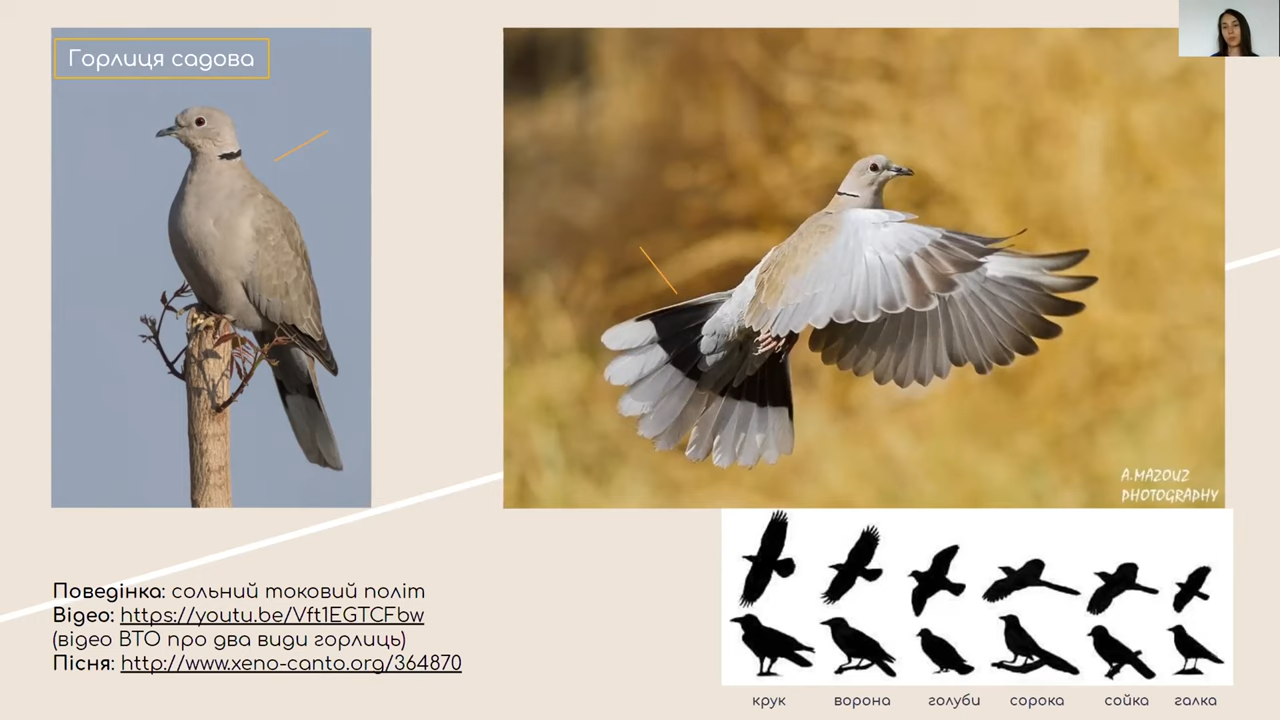 Горлиця садова
A.MAZOUZ
PHOTOGRAPHY
Поведінка: сольний токовий політ
Відео: https://youtu.be/Vft1EGTCFbw
(відео BTO про два види горлиць)
Пісня: http://www.xeno-canto.org/364870
крук ворона голуби сорока сойка галка